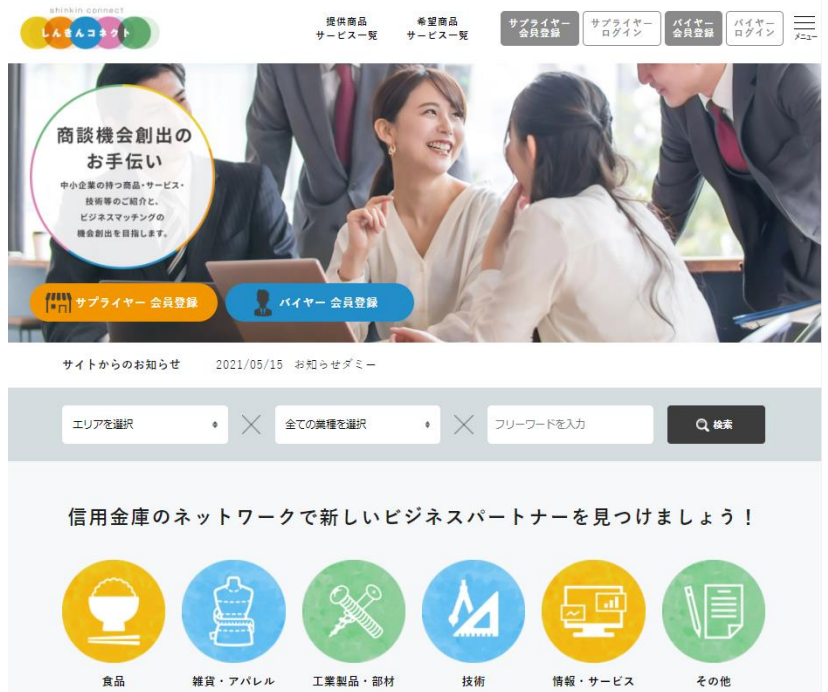 shinkin connect
しんきんコネクト
提供商品
サービス一覧
希望商品
サービス一覧
サプライヤー
会員登録
サプライヤー
ログイン
バイヤー
会員登録
バイヤー
ログイン
メニュー
商談機会創出の
お手伝い
中小企業の持つ商品・サービス・
技術等のご紹介と、
ビジネスマッチングの
機会創出を目指します。
サプライヤー 会員登録
バイヤー 会員登録
サイトからのお知らせ 2021/05/15 お知らせダミー
エリアを選択
全ての業種を選択
フリーワードを入力
検索
信用金庫のネットワークで新しいビジネスパートナーを見つけましょう！
食品
雑貨・アパレル
工業製品・部材
技術
情報・サービス
その他